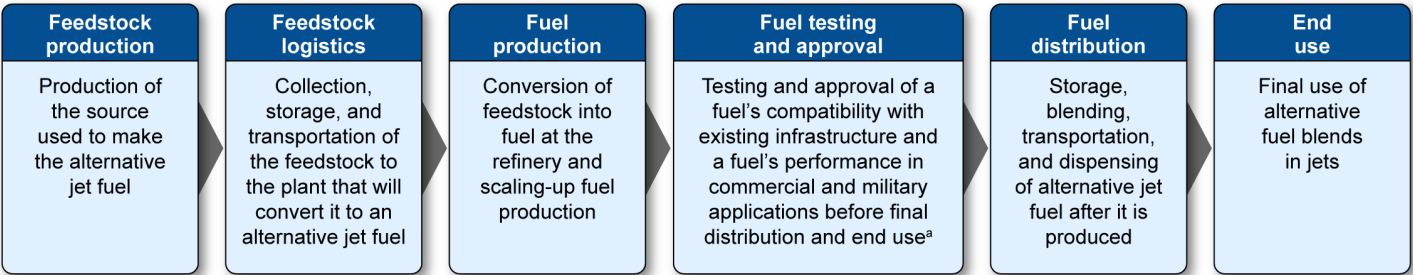 Feedstock
production
Production of
the source
used to make
the alternative
jet fuel
Feedstock
logistics
Collection,
storage, and
transportation of
the feedstock to
the plant that will
convert it to an
alternative jet fuel
Fuel
production
Conversion of
feedstock into
fuel at the
refinery and
scaling-up fuel
production
Fuel testing
and approval
Testing and approval of a
fuel’s compatibility with
existing infrastructure and
a fuel’s performance in
commercial and military
applications before final
distribution and end useᵃ
Fuel
distribution
Storage,
blending,
transportation,
and dispensing
of alternative jet
fuel after it is
produced
End
use
Final use of
alternative
fuel blends
in jets